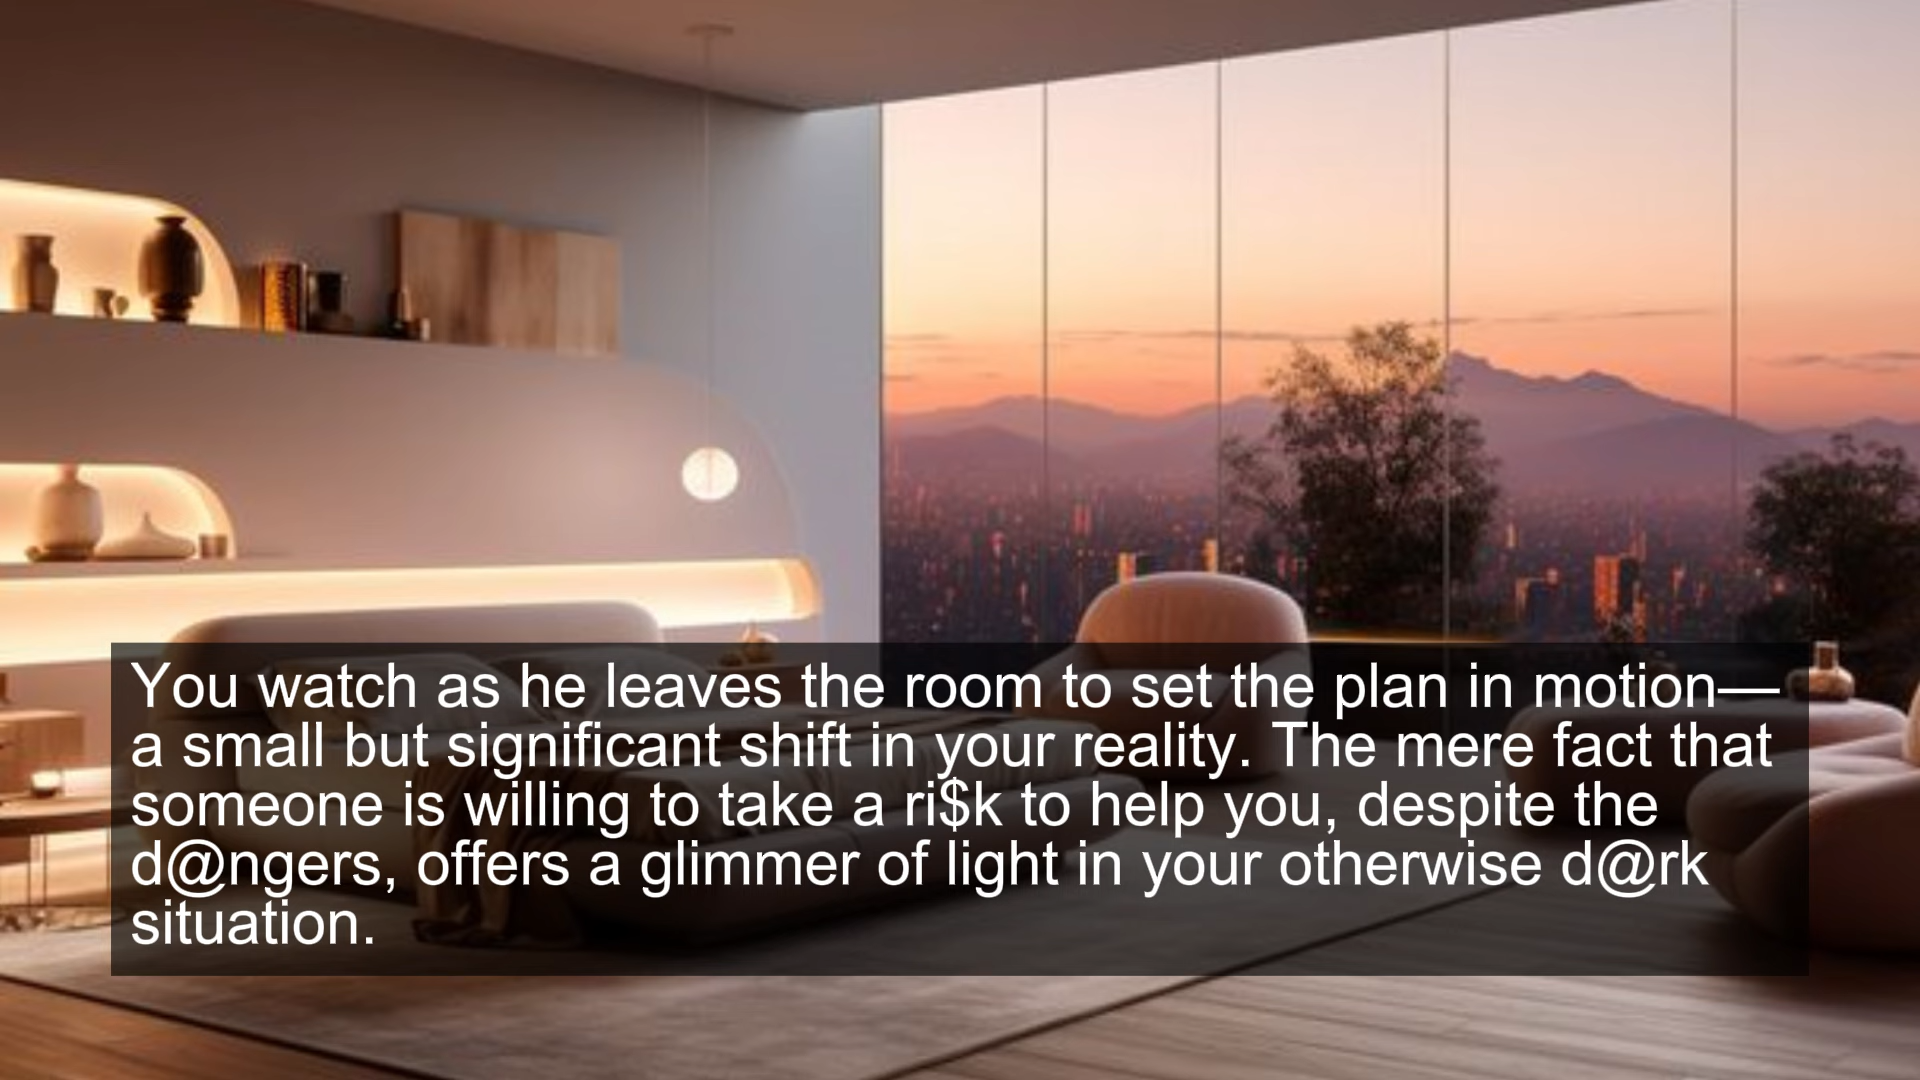 You watch as he leaves the room to set the plan in motion—
a small but significant shift in your reality. The mere fact that
someone is willing to take a ri$k to help you, despite the
d@ngers, offers a glimmer of light in your otherwise d@rk
situation.